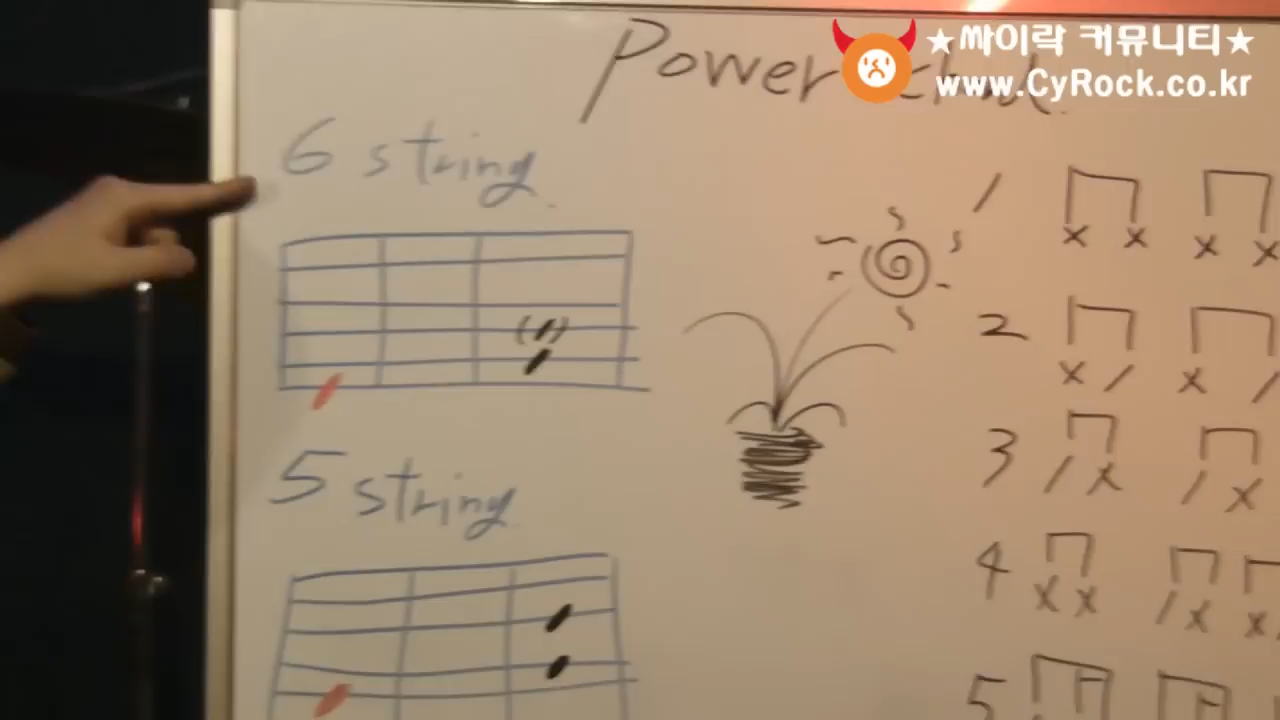 Power
★싸이락 커뮤니티★
www.CyRock.co.kr
6 string
5 string
1
2
3
4
5